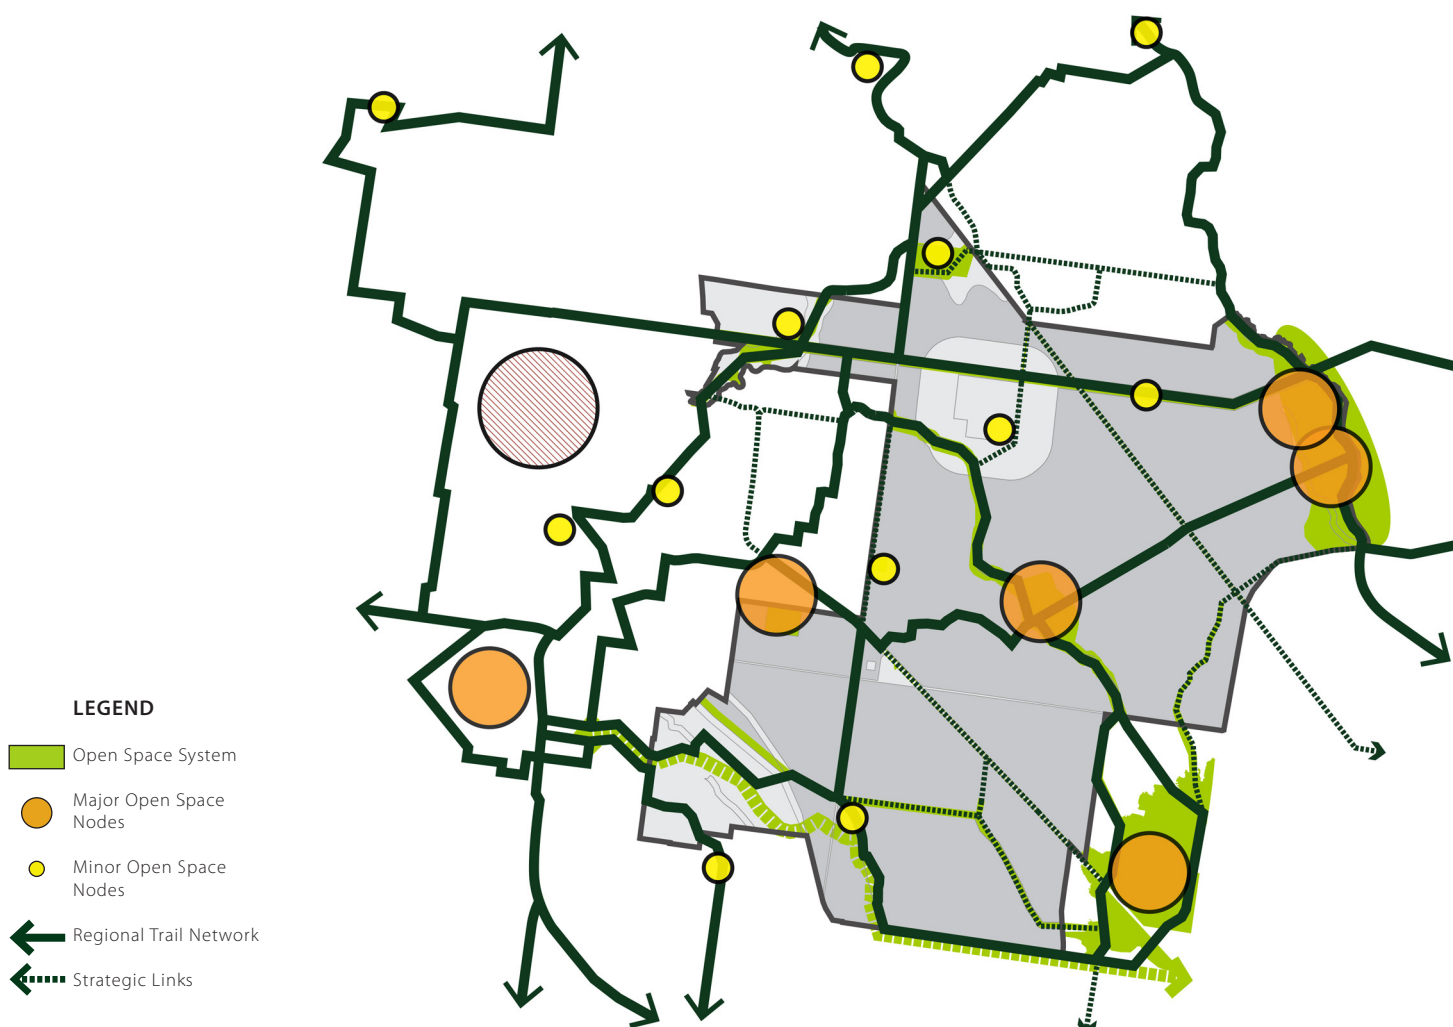 LEGEND
Open Space System
Major Open Space
Nodes
Minor Open Space
Nodes
Regional Trail Network
Strategic Links